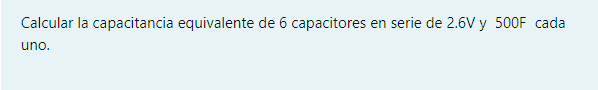 Calcular la capacitancia equivalente de 6 capacitores en serie de 2.6V y  500F  cada
uno.